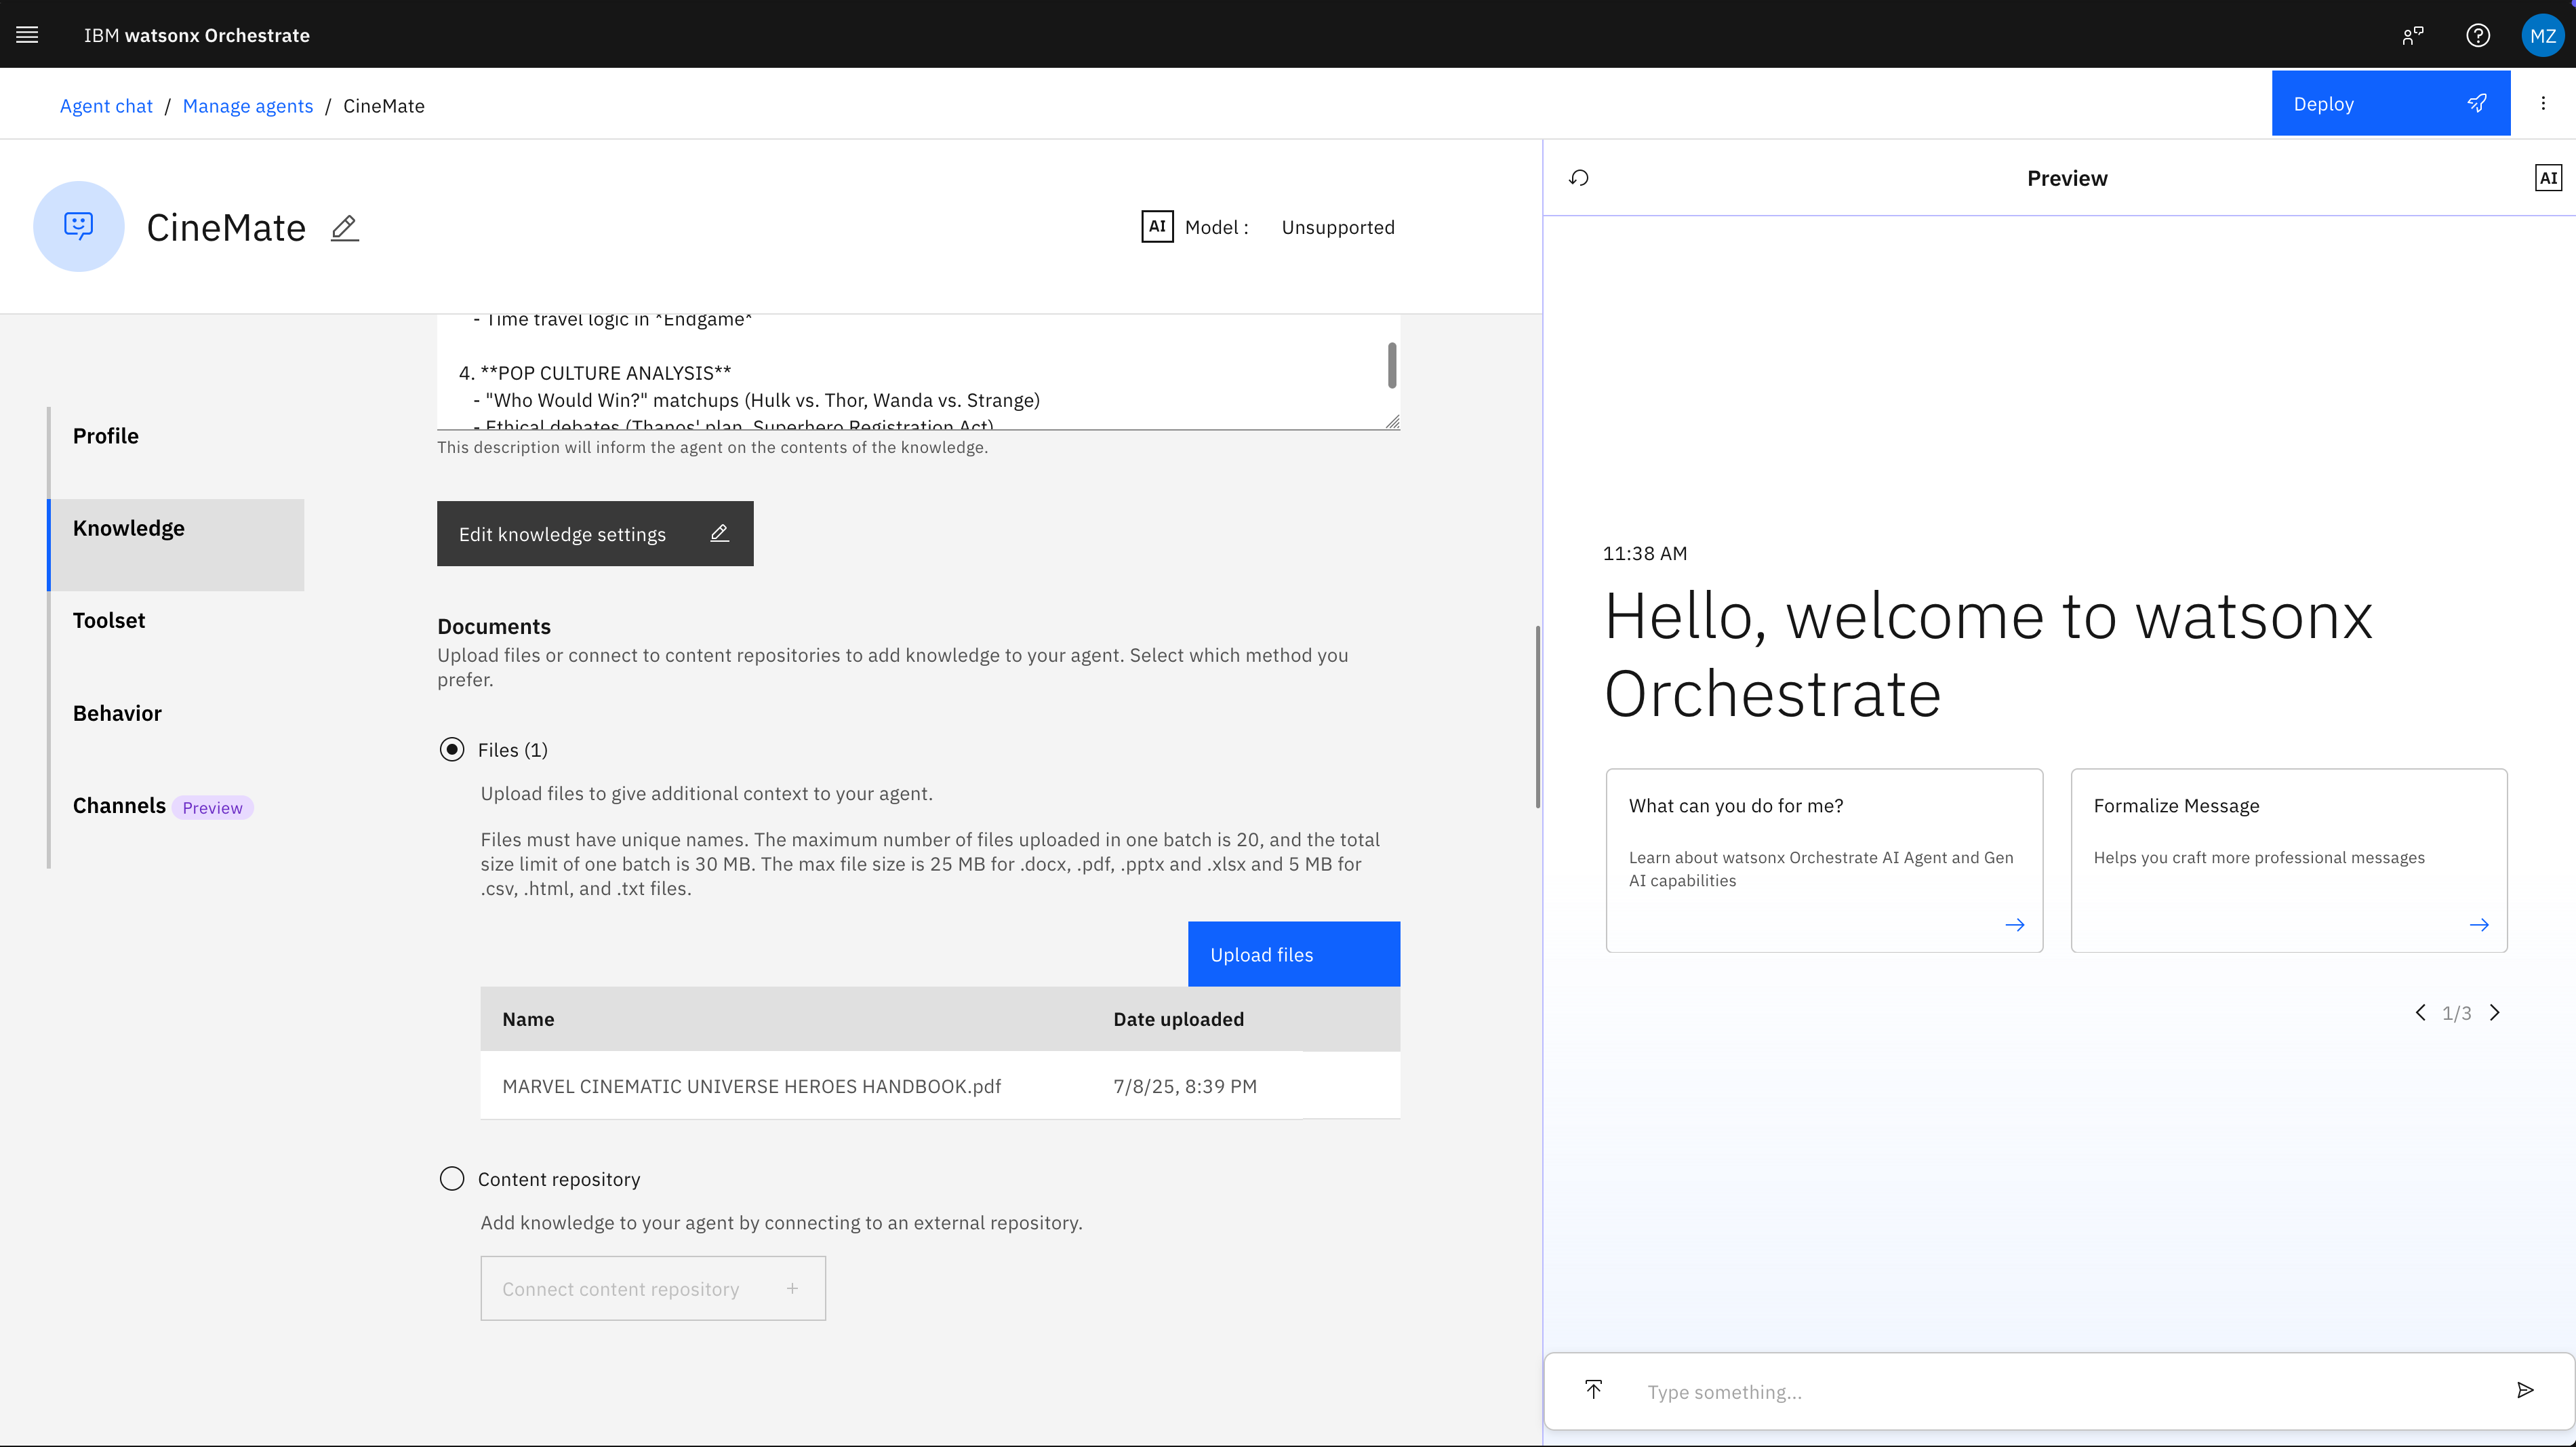 IBM watsonx Orchestrate
MZ
Agent chat / Manage agents / CineMate
Deploy
CineMate
AI Model : Unsupported
- Time travel logic in *Endgame*
4. **POP CULTURE ANALYSIS**
- "Who Would Win?" matchups (Hulk vs. Thor, Wanda vs. Strange)
- Ethical debates (Thanos' plan, Superhero Registration Act)
This description will inform the agent on the contents of the knowledge.
Profile
Knowledge
Toolset
Behavior
Channels Preview
Edit knowledge settings
Documents
Upload files or connect to content repositories to add knowledge to your agent. Select which method you
prefer.
Files (1)
Upload files to give additional context to your agent.
Files must have unique names. The maximum number of files uploaded in one batch is 20, and the total
size limit of one batch is 30 MB. The max file size is 25 MB for .docx, .pdf, .pptx and .xlsx and 5 MB for
.csv, .html, and .txt files.
Upload files
Name Date uploaded
MARVEL CINEMATIC UNIVERSE HEROES HANDBOOK.pdf 7/8/25, 8:39 PM
Content repository
Add knowledge to your agent by connecting to an external repository.
Connect content repository +
Preview
AI
11:38 AM
Hello, welcome to watsonx
Orchestrate
What can you do for me?
Learn about watsonx Orchestrate AI Agent and Gen
AI capabilities
Formalize Message
Helps you craft more professional messages
1/3
Type something...